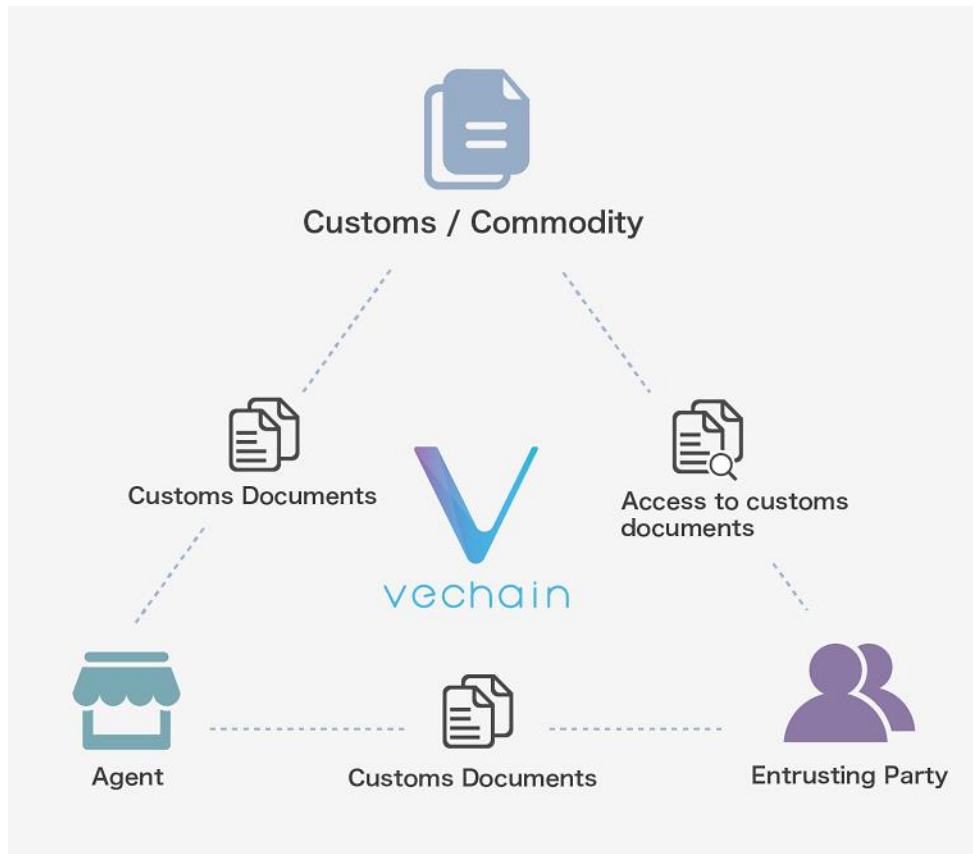 Customs / Commodity
Customs Documents
Access to customs
documents
vechain
Agent
Customs Documents
Entrusting Party